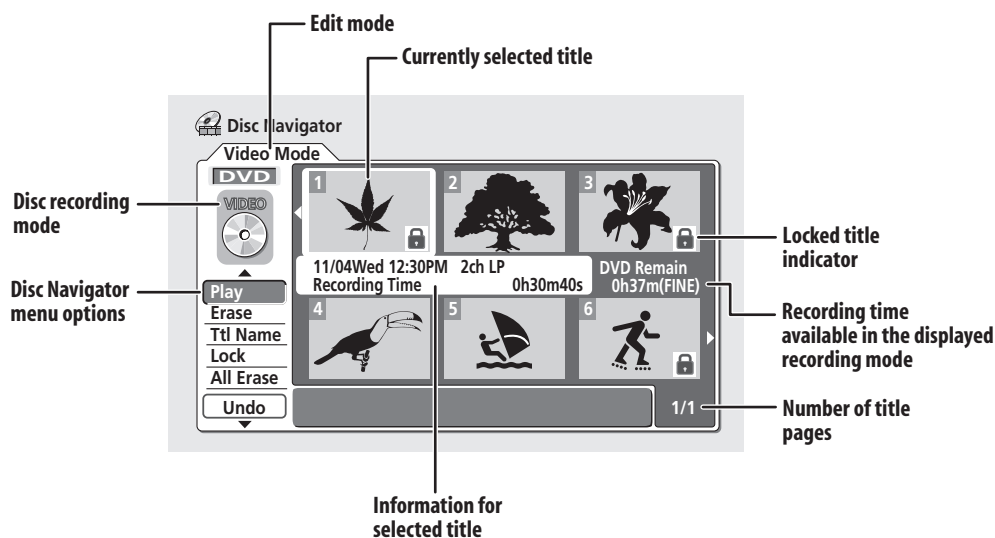 Edit mode
Currently selected title
Disc Navigator
Video Mode
DVD
VIDEO
1
2
3
Disc recording
mode
Locked title
indicator
11/04Wed 12:30PM 2ch LP
Recording Time 0h30m40s
DVD Remain
0h37m(FINE)
Disc Navigator
menu options
Play
Erase
Ttl Name
Lock
All Erase
Undo
4
5
6
Recording time
available in the displayed
recording mode
1/1
Number of title
pages
Information for
selected title